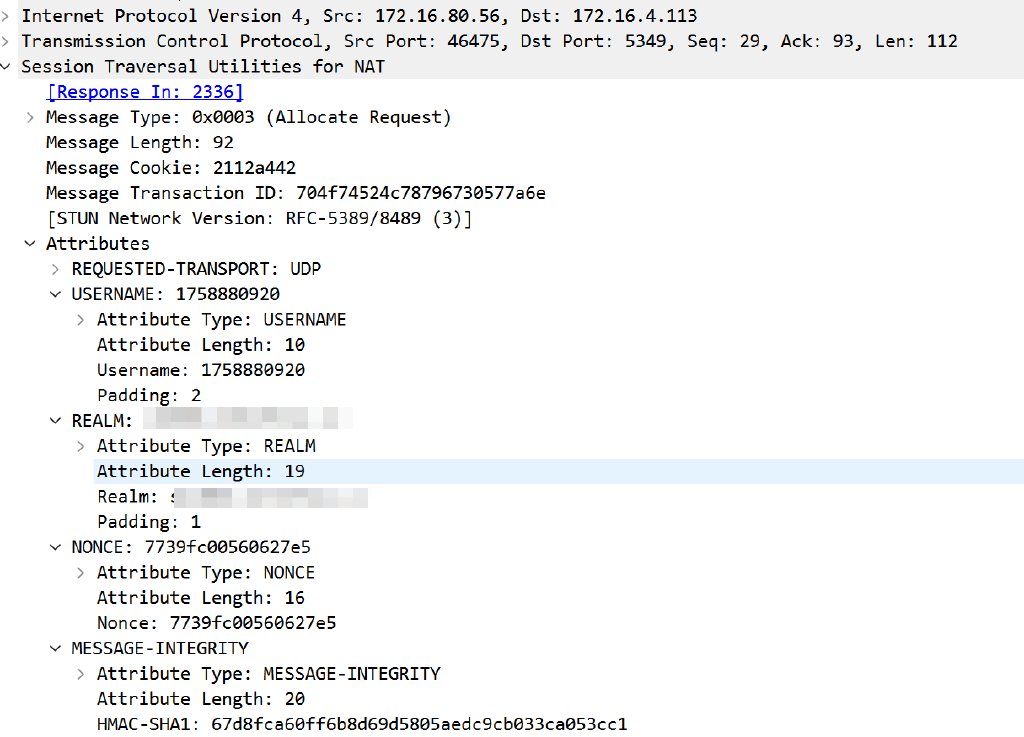 Internet Protocol Version 4, Src: 172.16.80.56, Dst: 172.16.4.113
Transmission Control Protocol, Src Port: 46475, Dst Port: 5349, Seq: 29, Ack: 93, Len: 112
Session Traversal Utilities for NAT
[Response In: 2336]
Message Type: 0x0003 (Allocate Request)
Message Length: 92
Message Cookie: 2112a442
Message Transaction ID: 704f74524c78796730577a6e
[STUN Network Version: RFC-5389/8489 (3)]
Attributes
REQUESTED-TRANSPORT: UDP
USERNAME: 1758880920
Attribute Type: USERNAME
Attribute Length: 10
Username: 1758880920
Padding: 2
REALM:
Attribute Type: REALM
Attribute Length: 19
Realm:
Padding: 1
NONCE: 7739fc00560627e5
Attribute Type: NONCE
Attribute Length: 16
Nonce: 7739fc00560627e5
MESSAGE-INTEGRITY
Attribute Type: MESSAGE-INTEGRITY
Attribute Length: 20
HMAC-SHA1: 67d8fca60ff6b8d69d5805aedc9cb033ca053cc1